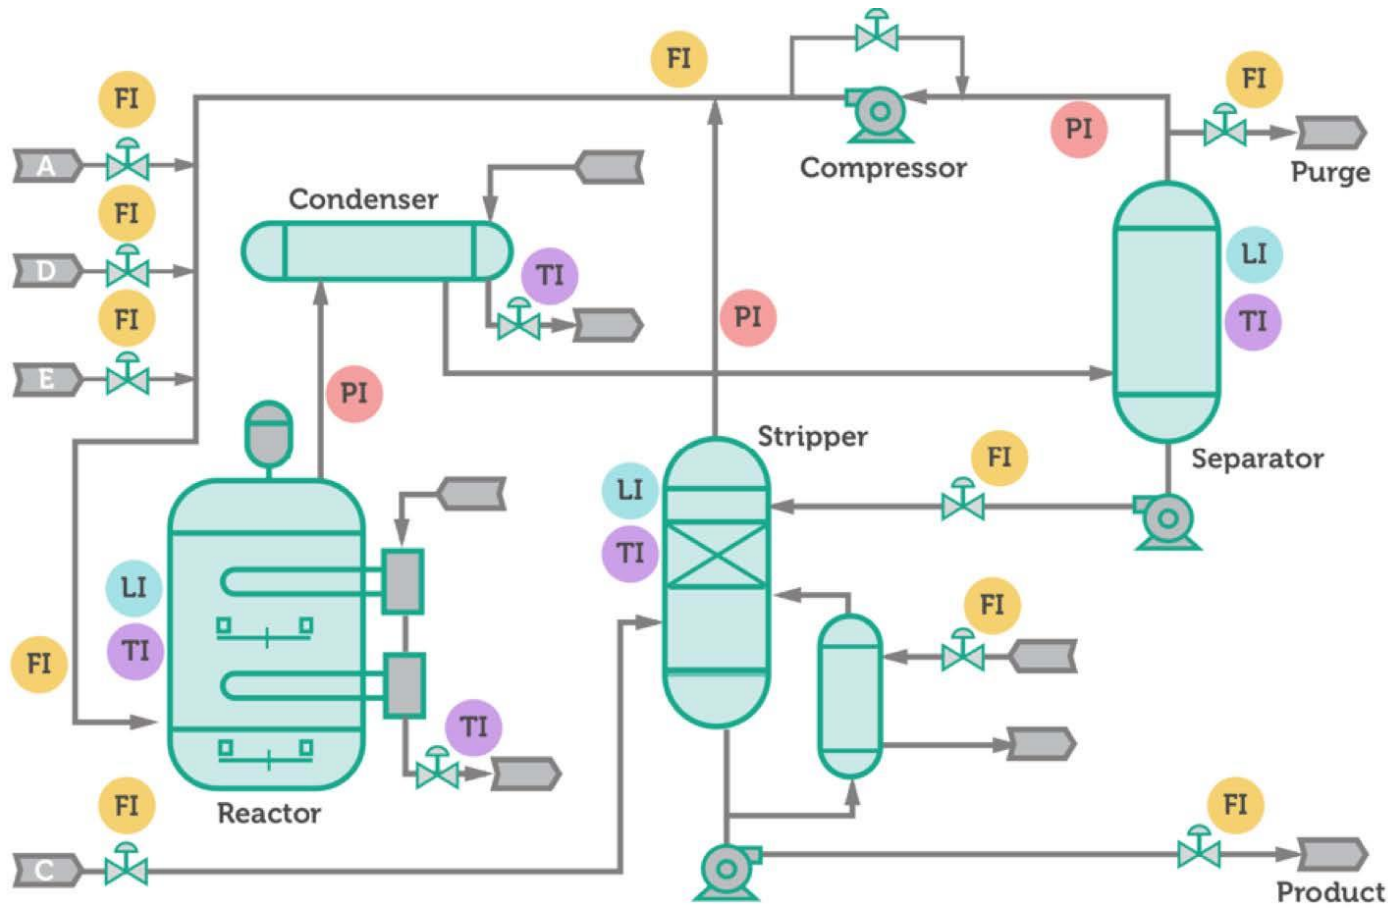 FI
FI
FI
FI
PI
Compressor
Purge
A
Condenser
FI
D
TI
LI
TI
PI
FI
E
PI
Stripper
FI
Separator
LI
TI
LI
TI
FI
FI
TI
Reactor
FI
FI
C
Product